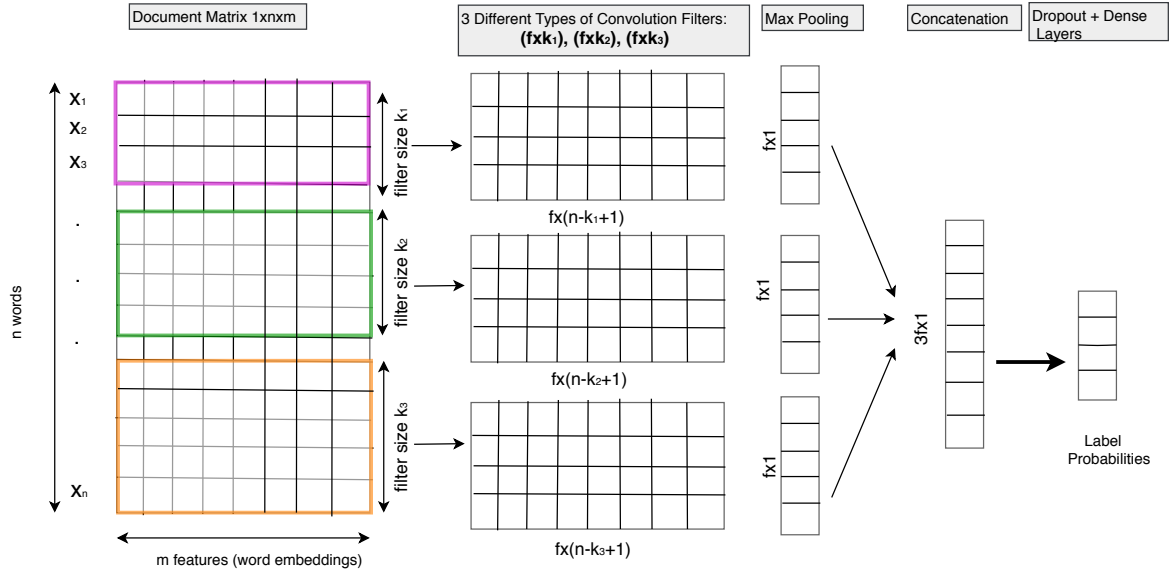 Document Matrix 1xnxm
3 Different Types of Convolution Filters:
(fxk₁), (fxk₂), (fxk₃)
Max Pooling
Concatenation
Dropout + Dense
Layers
n words
X₁
X₂
X₃
.
.
.
Xₙ
m features (word embeddings)
filter size k₁
filter size k₂
filter size k₃
fx(n-k₁+1)
fx(n-k₂+1)
fx(n-k₃+1)
fx1
fx1
fx1
3fx1
Label
Probabilities